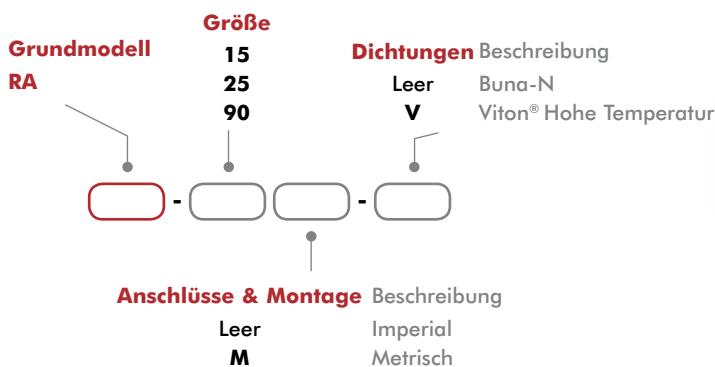 Größe
Grundmodell
RA
15
25
90
Dichtungen Beschreibung
Leer Buna-N
V Viton® Hohe Temperatur
- -
Anschlüsse & Montage Beschreibung
Leer Imperial
M Metrisch